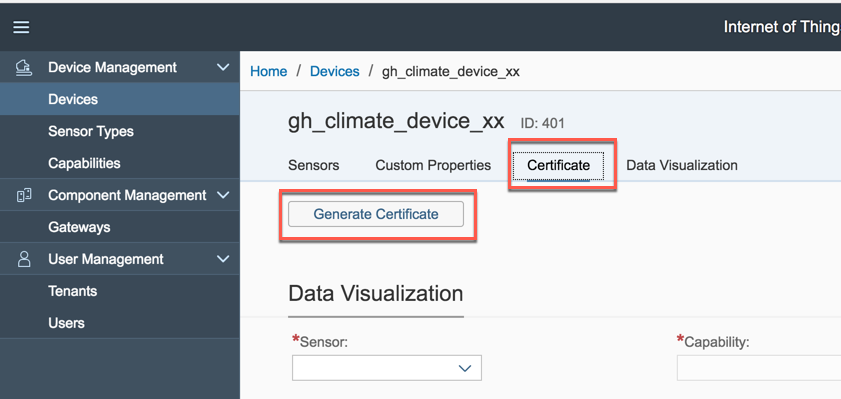 Internet of Thing
Device Management
Devices
Sensor Types
Capabilities
Component Management
Gateways
User Management
Tenants
Users
Home / Devices / gh_climate_device_xx
gh_climate_device_xx ID: 401
Sensors Custom Properties Certificate Data Visualization
Generate Certificate
Data Visualization
*Sensor: *Capability: